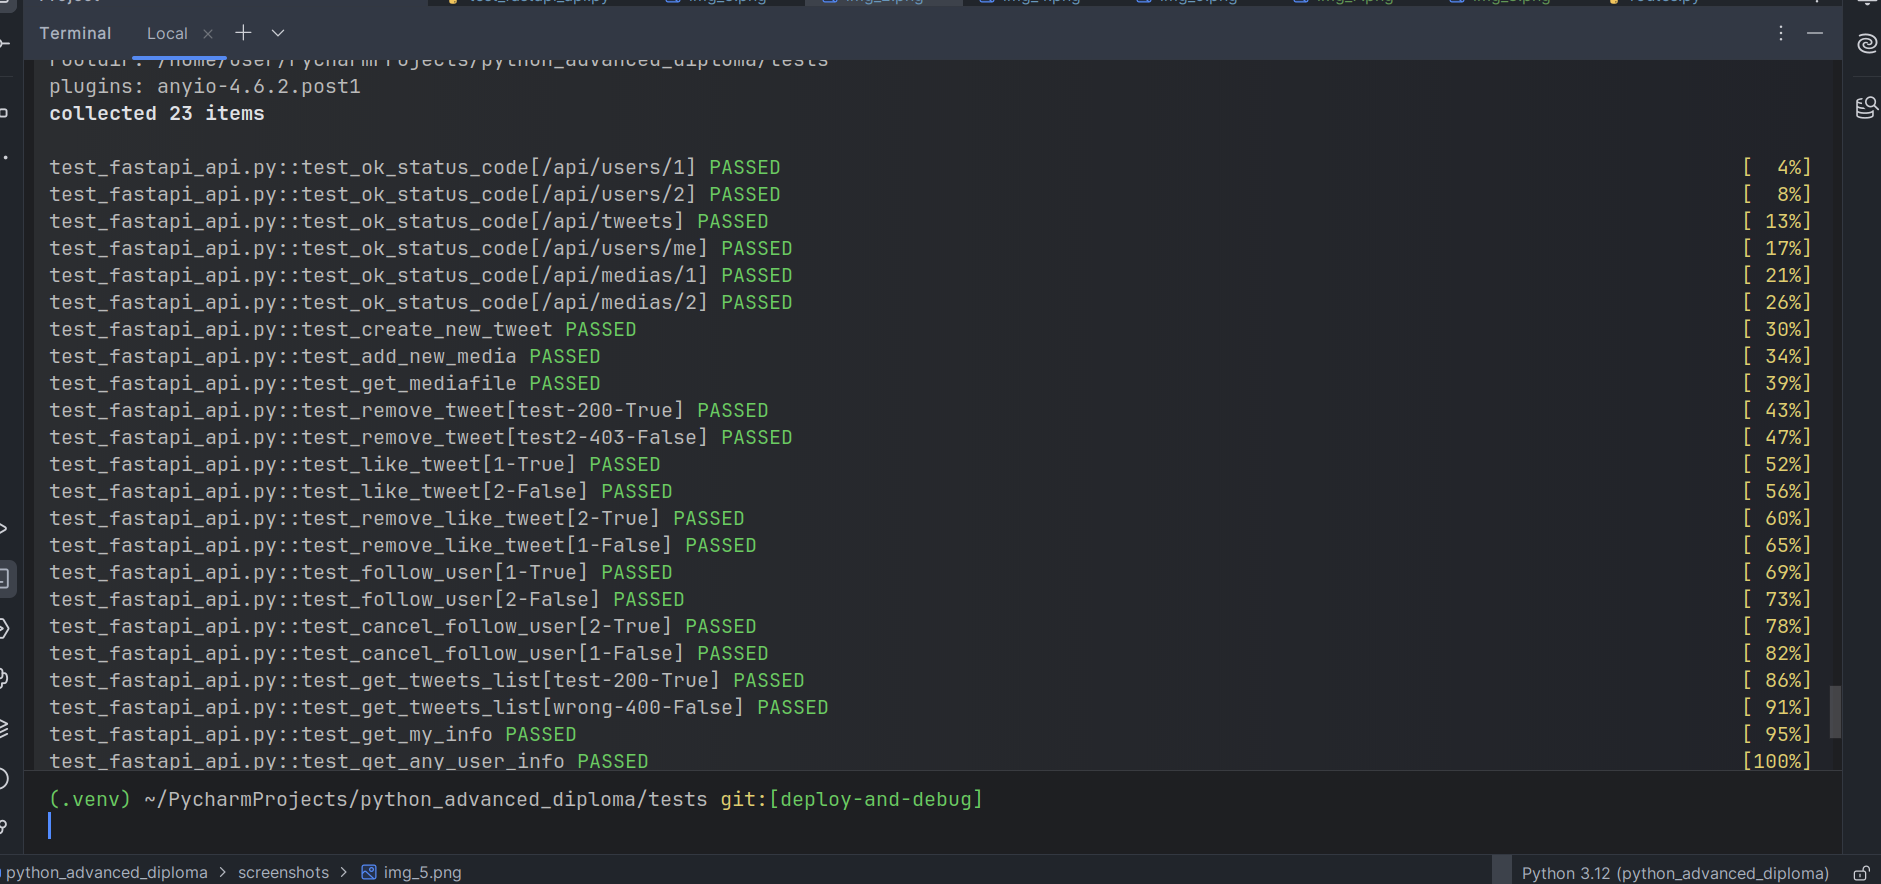 Project
test_fastapi_api.py
routes.py
Terminal
Local
rootdir: /home/user/PycharmProjects/python_advanced_diploma/tests
plugins: anyio-4.6.2.post1
collected 23 items
test_fastapi_api.py::test_ok_status_code[/api/users/1] PASSED [  4%]
test_fastapi_api.py::test_ok_status_code[/api/users/2] PASSED [  8%]
test_fastapi_api.py::test_ok_status_code[/api/tweets] PASSED [ 13%]
test_fastapi_api.py::test_ok_status_code[/api/users/me] PASSED [ 17%]
test_fastapi_api.py::test_ok_status_code[/api/medias/1] PASSED [ 21%]
test_fastapi_api.py::test_ok_status_code[/api/medias/2] PASSED [ 26%]
test_fastapi_api.py::test_create_new_tweet PASSED [ 30%]
test_fastapi_api.py::test_add_new_media PASSED [ 34%]
test_fastapi_api.py::test_get_mediafile PASSED [ 39%]
test_fastapi_api.py::test_remove_tweet[test-200-True] PASSED [ 43%]
test_fastapi_api.py::test_remove_tweet[test2-403-False] PASSED [ 47%]
test_fastapi_api.py::test_like_tweet[1-True] PASSED [ 52%]
test_fastapi_api.py::test_like_tweet[2-False] PASSED [ 56%]
test_fastapi_api.py::test_remove_like_tweet[2-True] PASSED [ 60%]
test_fastapi_api.py::test_remove_like_tweet[1-False] PASSED [ 65%]
test_fastapi_api.py::test_follow_user[1-True] PASSED [ 69%]
test_fastapi_api.py::test_follow_user[2-False] PASSED [ 73%]
test_fastapi_api.py::test_cancel_follow_user[2-True] PASSED [ 78%]
test_fastapi_api.py::test_cancel_follow_user[1-False] PASSED [ 82%]
test_fastapi_api.py::test_get_tweets_list[test-200-True] PASSED [ 86%]
test_fastapi_api.py::test_get_tweets_list[wrong-400-False] PASSED [ 91%]
test_fastapi_api.py::test_get_my_info PASSED [ 95%]
test_fastapi_api.py::test_get_any_user_info PASSED [100%]
(.venv) ~/PycharmProjects/python_advanced_diploma/tests git:[deploy-and-debug]
python_advanced_diploma > screenshots > img_5.png
Python 3.12 (python_advanced_diploma)